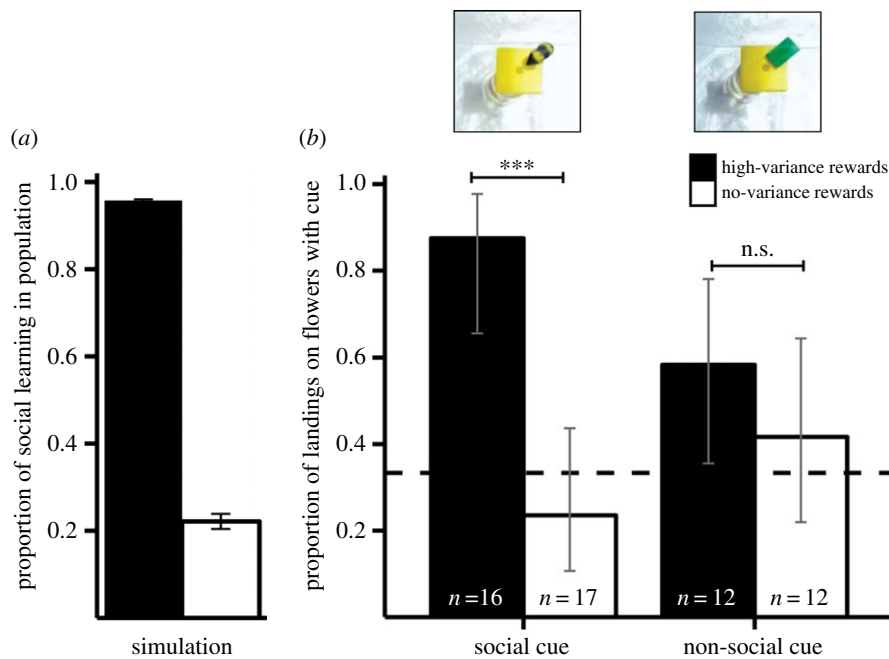 (a)
(b)
high-variance rewards
no-variance rewards
proportion of social learning in population
1.0
0.8
0.6
0.4
0.2
simulation
proportion of landings on flowers with cue
1.0
0.8
0.6
0.4
0.2
***
n.s.
n=16
n=17
n=12
n=12
social cue
non-social cue